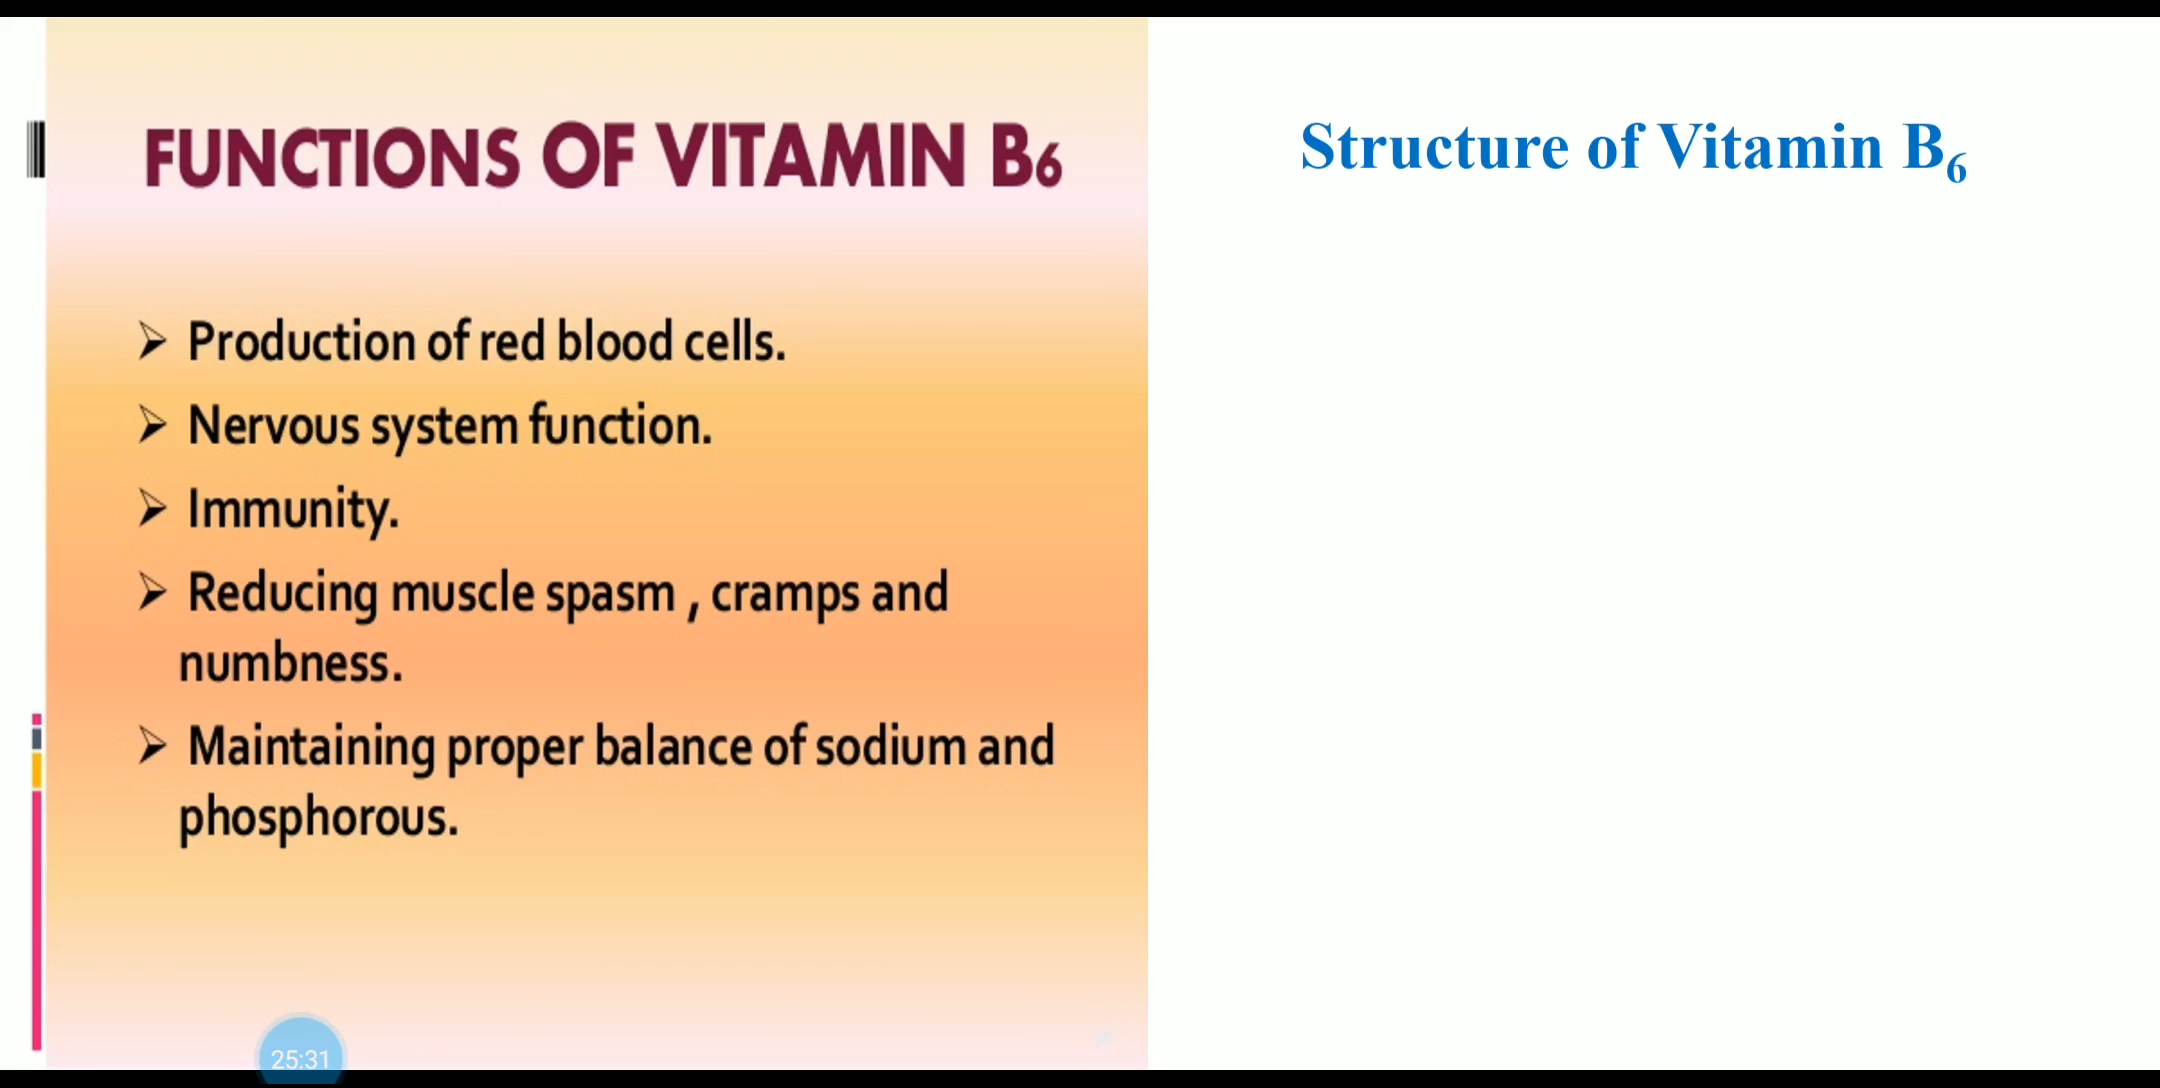 FUNCTIONS OF VITAMIN B6
➢ Production of red blood cells.
➢ Nervous system function.
➢ Immunity.
➢ Reducing muscle spasm , cramps and
numbness.
➢ Maintaining proper balance of sodium and
phosphorous.
25:31
Structure of Vitamin B₆